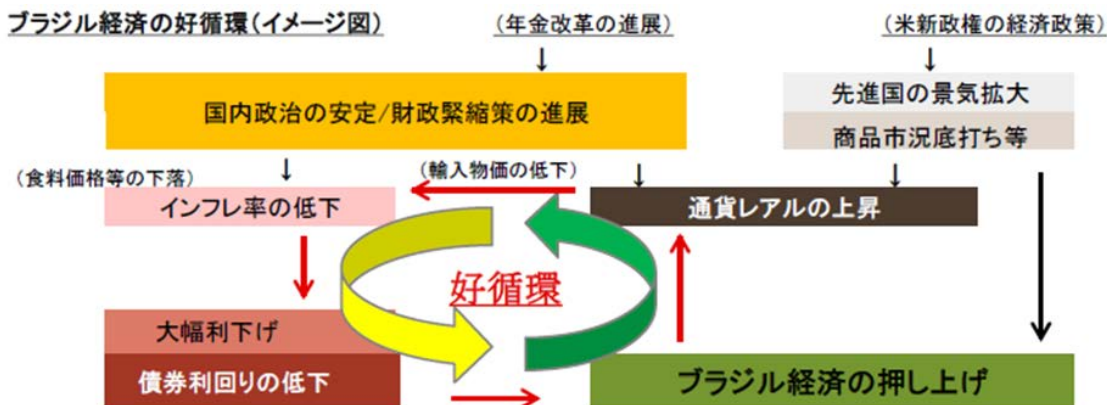 ブラジル経済の好循環(イメージ図)
(年金改革の進展)
(米新政権の経済政策)
国内政治の安定/財政緊縮策の進展
先進国の景気拡大
商品市況底打ち等
(食料価格等の下落)
(輸入物価の低下)
インフレ率の低下
通貨レアルの上昇
好循環
大幅利下げ
債券利回りの低下
ブラジル経済の押し上げ